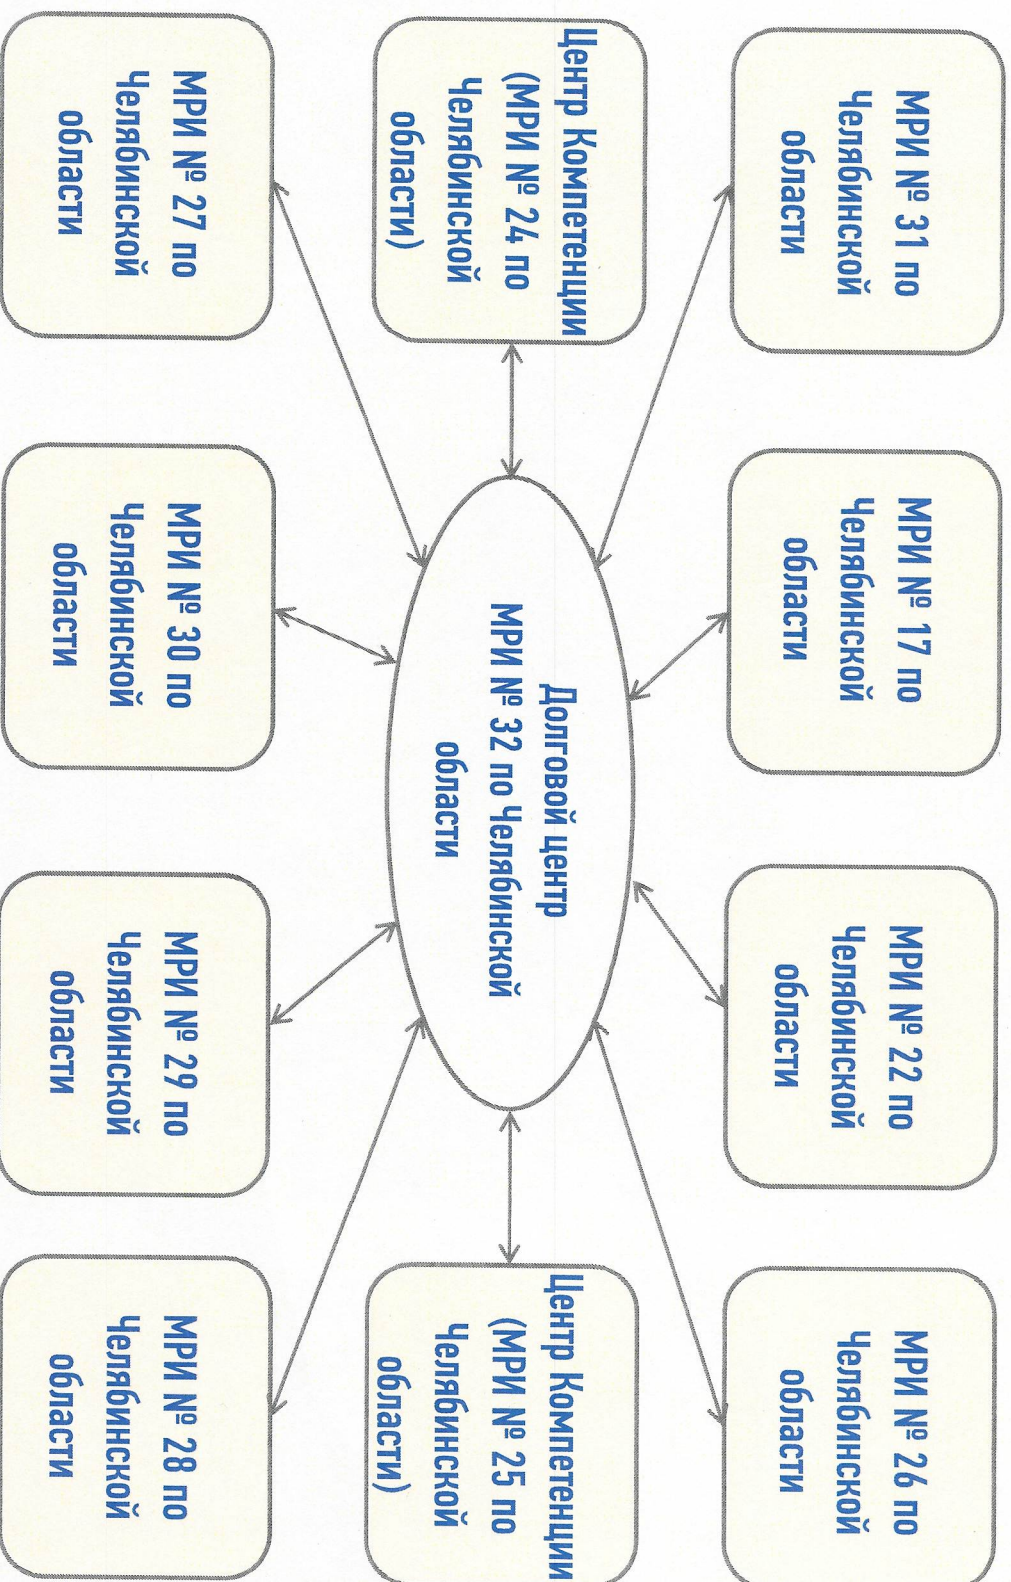 МРИ № 31 по
Челябинской
области
МРИ № 17 по
Челябинской
области
МРИ № 22 по
Челябинской
области
МРИ № 26 по
Челябинской
области
Центр Компетенции
(МРИ № 24 по
Челябинской
области)
Долговой центр
МРИ № 32 по Челябинской
области
Центр Компетенции
(МРИ № 25 по
Челябинской
области)
МРИ № 27 по
Челябинской
области
МРИ № 30 по
Челябинской
области
МРИ № 29 по
Челябинской
области
МРИ № 28 по
Челябинской
области